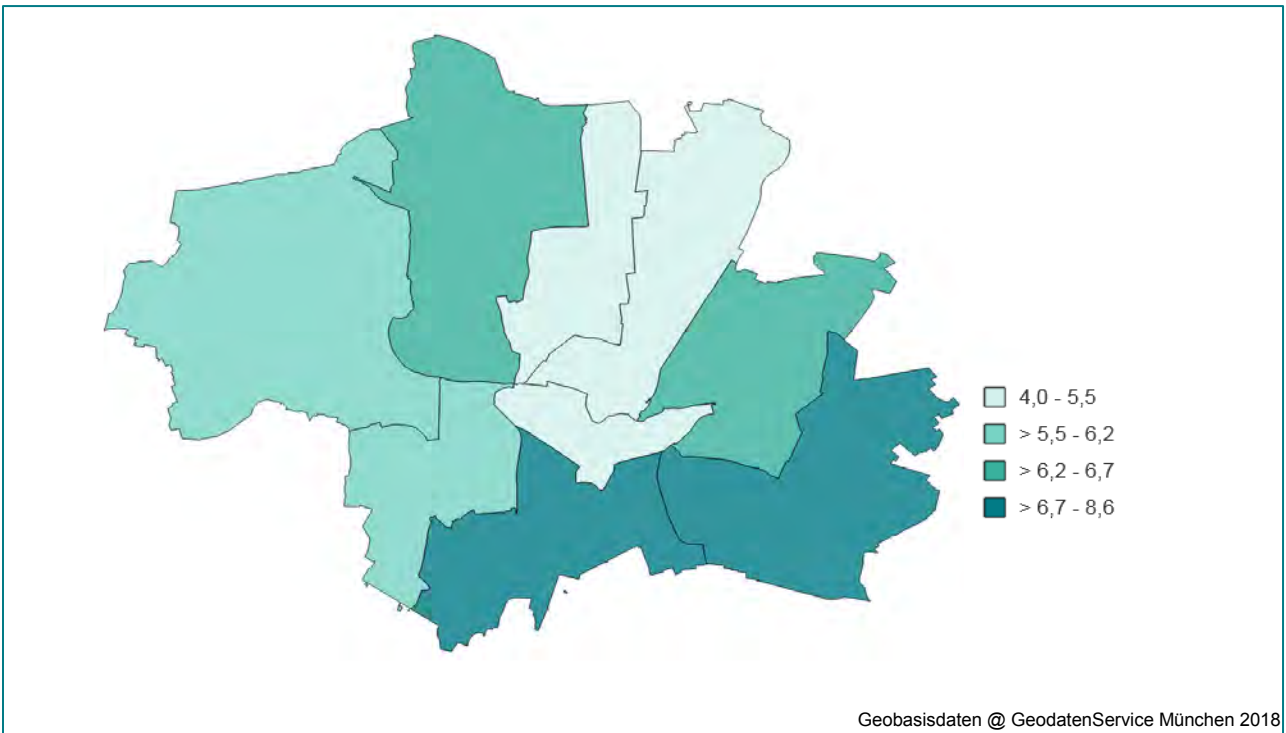 4,0 - 5,5
> 5,5 - 6,2
> 6,2 - 6,7
> 6,7 - 8,6
Geobasisdaten @ GeodatenService München 2018